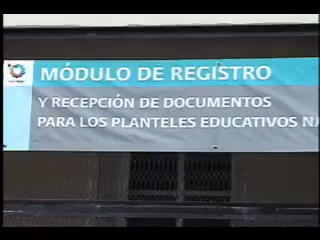 MÓDULO DE REGISTRO
Y RECEPCIÓN DE DOCUMENTOS
PARA LOS PLANTELES EDUCATIVOS